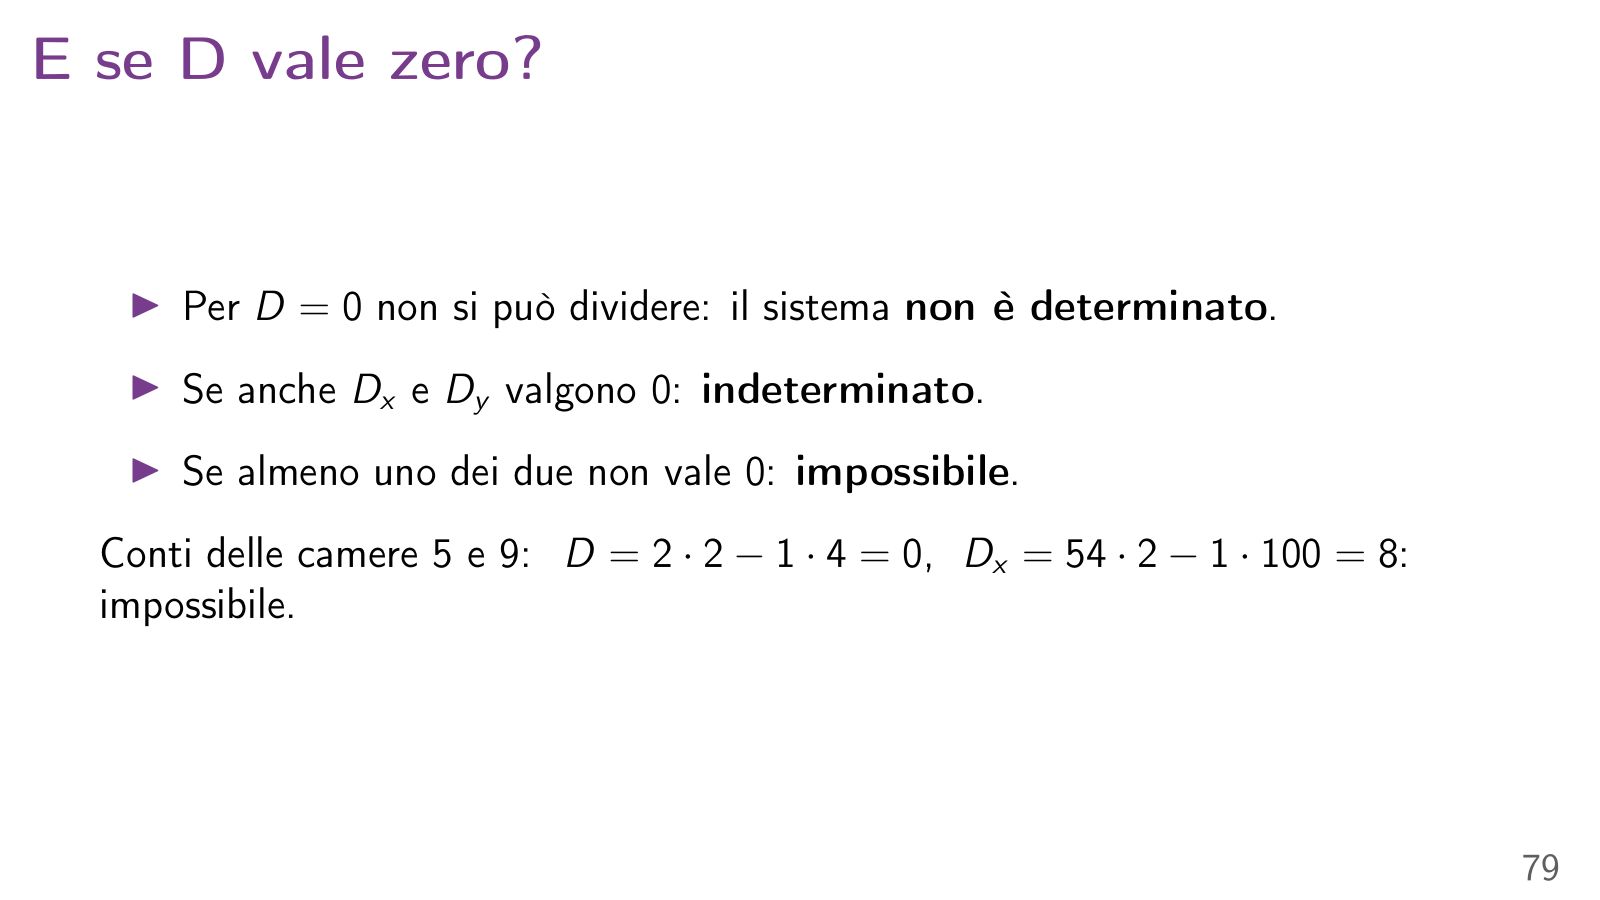 E se D vale zero?
▶ Per D = 0 non si può dividere: il sistema non è determinato.
▶ Se anche Dₓ e D_y valgono 0: indeterminato.
▶ Se almeno uno dei due non vale 0: impossibile.
Conti delle camere 5 e 9: D = 2 · 2 − 1 · 4 = 0, Dₓ = 54 · 2 − 1 · 100 = 8:
impossibile.
79